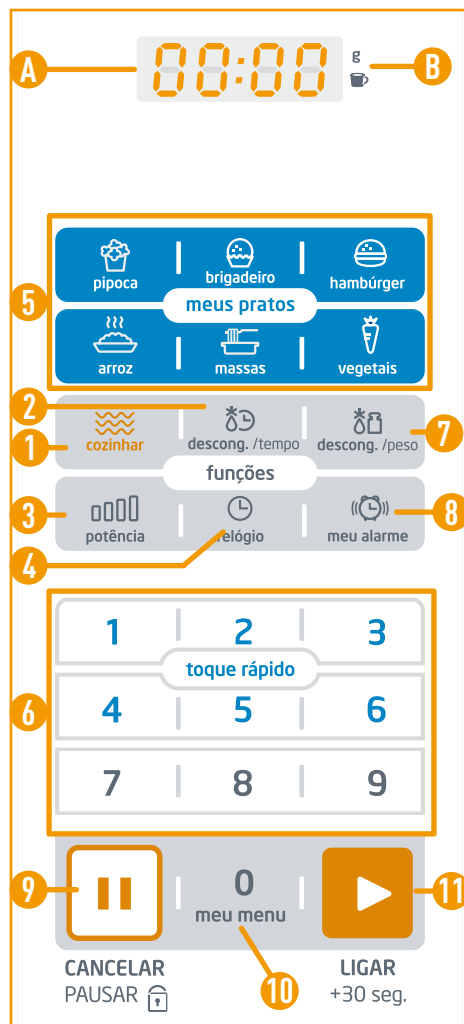 A 00:00 g B
pipoca brigadeiro hambúrger
5 meus pratos
arroz massas vegetais
2
1 cozinhar descong. /tempo descong. /peso 7
funções
3 potência relógio meu alarme 8
4
1 2 3
toque rápido
6 4 5 6
7 8 9
9 0 11
meu menu
10
CANCELAR LIGAR
PAUSAR +30 seg.